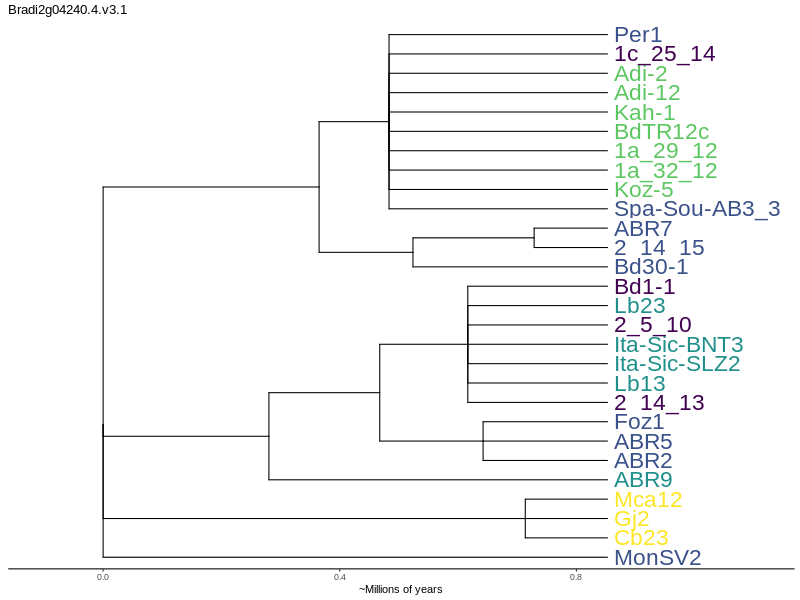 Bradi2g04240.4.v3.1
Per1
1c_25_14
Adi-2
Adi-12
Kah-1
BdTR12c
1a_29_12
1a_32_12
Koz-5
Spa-Sou-AB3_3
ABR7
2_14_15
Bd30-1
Bd1-1
Lb23
2_5_10
Ita-Sic-BNT3
Ita-Sic-SLZ2
Lb13
2_14_13
Foz1
ABR5
ABR2
ABR9
Mca12
Gj2
Cb23
MonSV2
0.0 0.4 0.8
~Millions of years